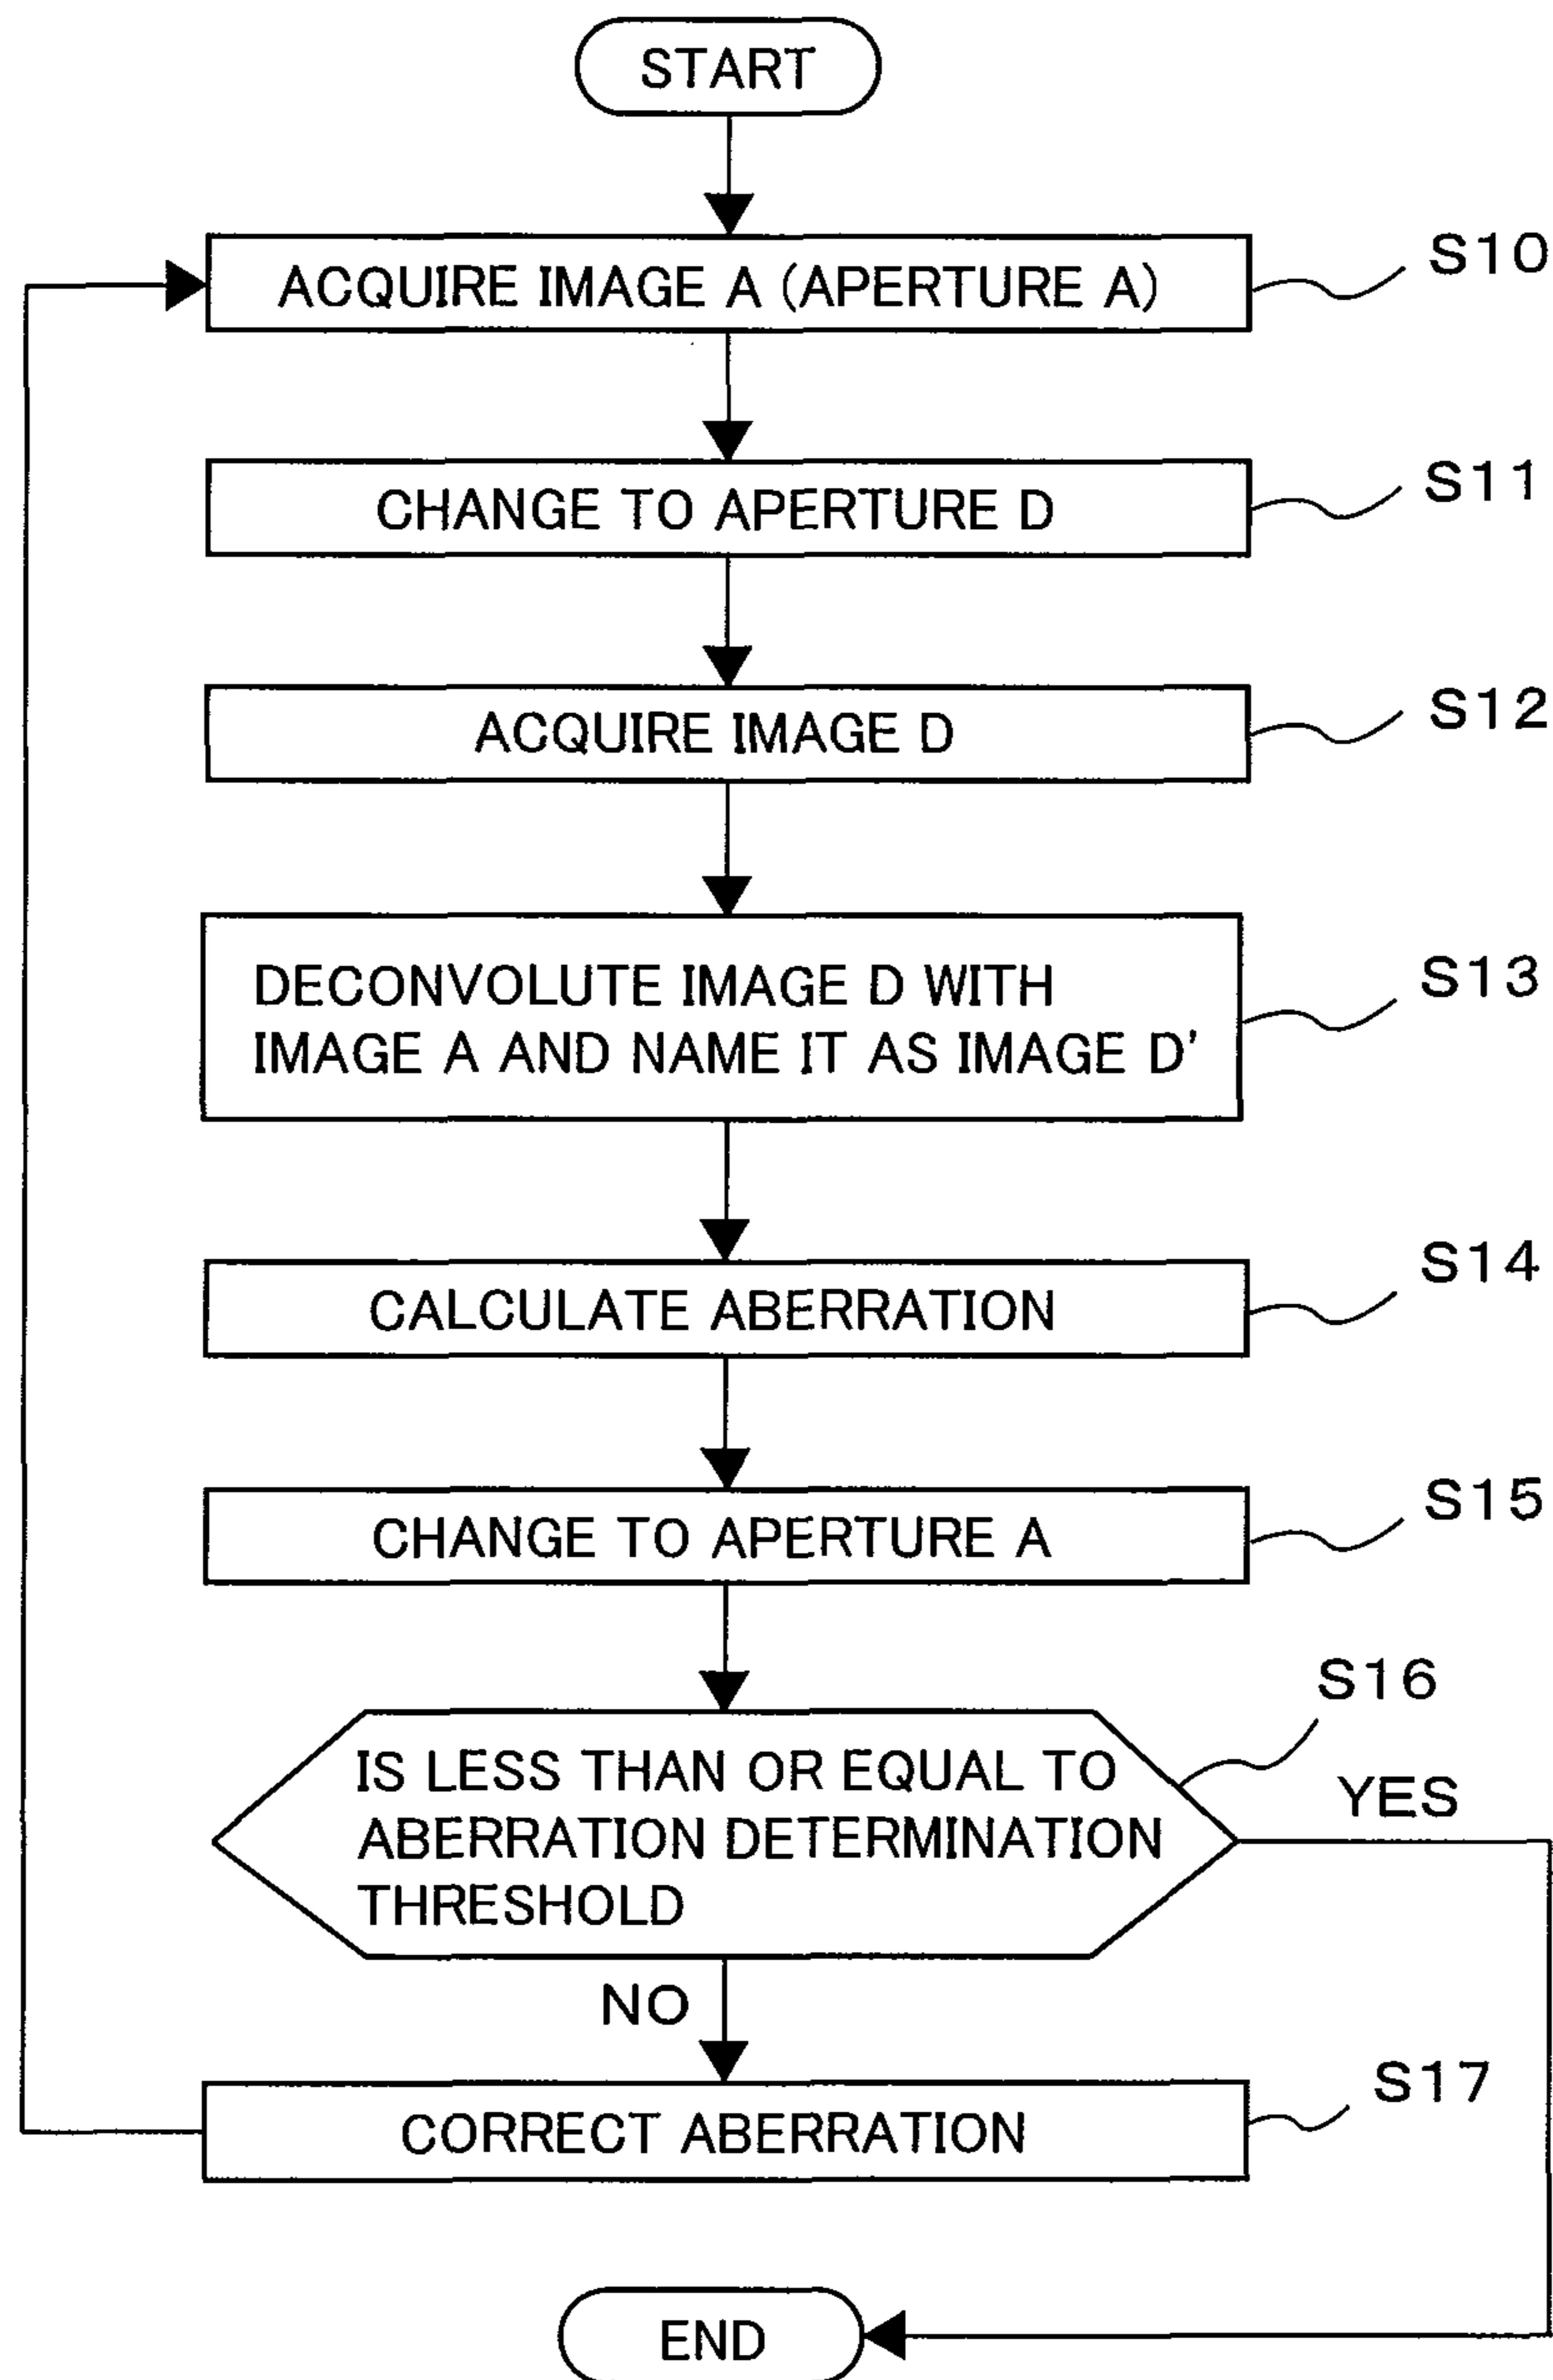 START
ACQUIRE IMAGE A (APERTURE A)
S10
CHANGE TO APERTURE D
S11
ACQUIRE IMAGE D
S12
DECONVOLUTE IMAGE D WITH
IMAGE A AND NAME IT AS IMAGE D'
S13
CALCULATE ABERRATION
S14
CHANGE TO APERTURE A
S15
IS LESS THAN OR EQUAL TO
ABERRATION DETERMINATION
THRESHOLD
S16
YES
NO
CORRECT ABERRATION
S17
END